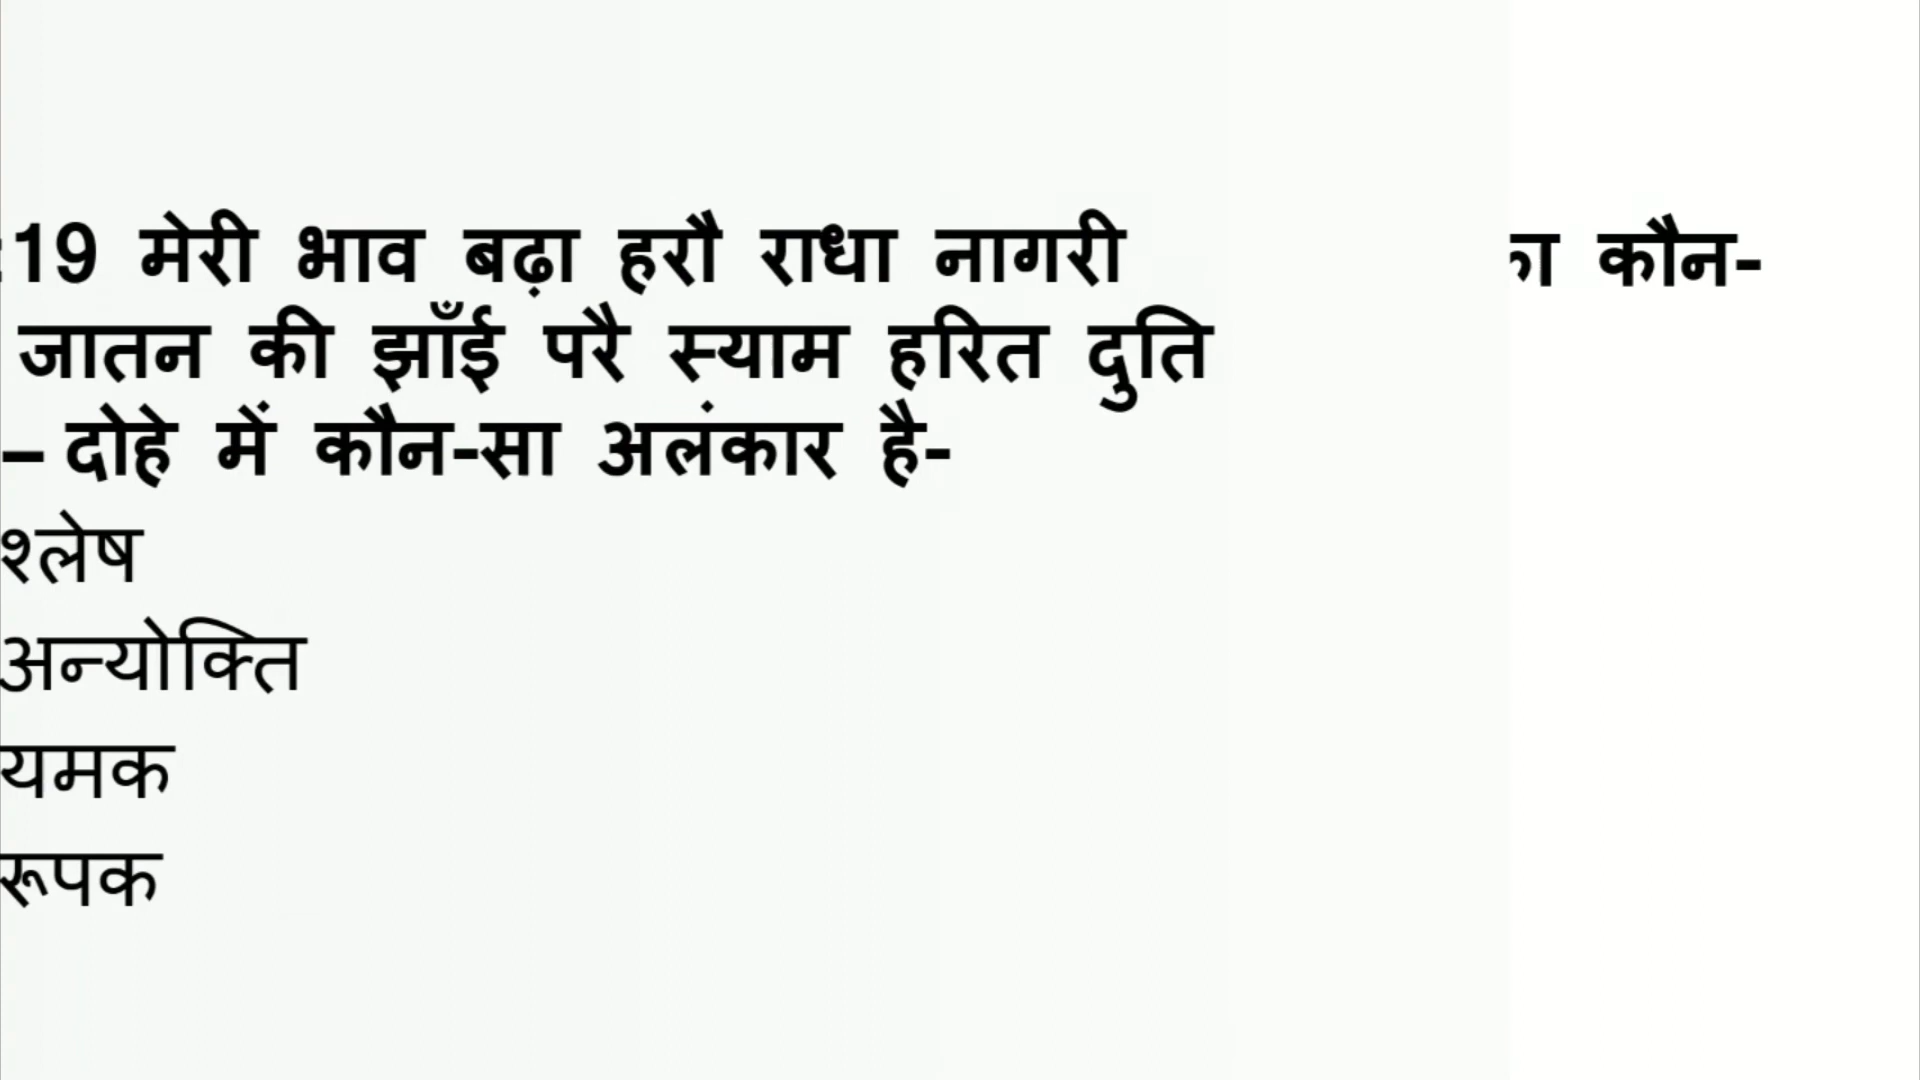 :19 मेरी भाव बढ़ा हरौ राधा नागरी
ा कौन-
जातन की झाँई परै स्याम हरित दुति
– दोहे में कौन-सा अलंकार है-
श्लेष
अन्योक्ति
यमक
रूपक